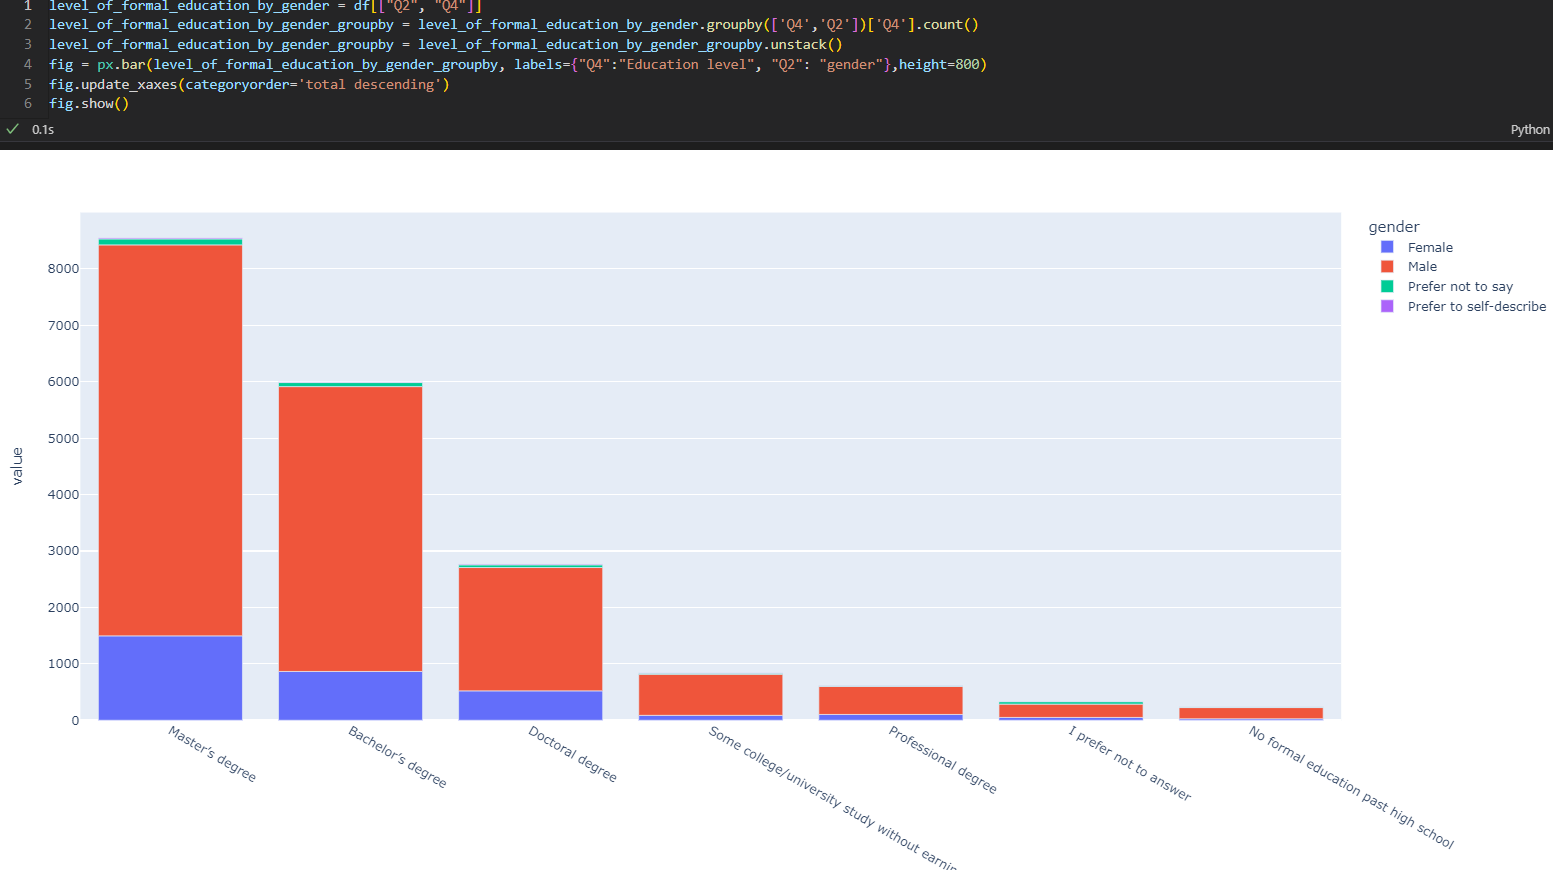 1 level_of_formal_education_by_gender = df[["Q2", "Q4"]]
2 level_of_formal_education_by_gender_groupby = level_of_formal_education_by_gender.groupby(['Q4','Q2'])['Q4'].count()
3 level_of_formal_education_by_gender_groupby = level_of_formal_education_by_gender_groupby.unstack()
4 fig = px.bar(level_of_formal_education_by_gender_groupby, labels={"Q4":"Education level", "Q2": "gender"},height=800)
5 fig.update_xaxes(categoryorder='total descending')
6 fig.show()
0.1s
Python
gender
Female
Male
Prefer not to say
Prefer to self-describe
value
8000
7000
6000
5000
4000
3000
2000
1000
0
Master’s degree
Bachelor’s degree
Doctoral degree
Some college/university study without
Professional degree
I prefer not to answer
No formal education past high school